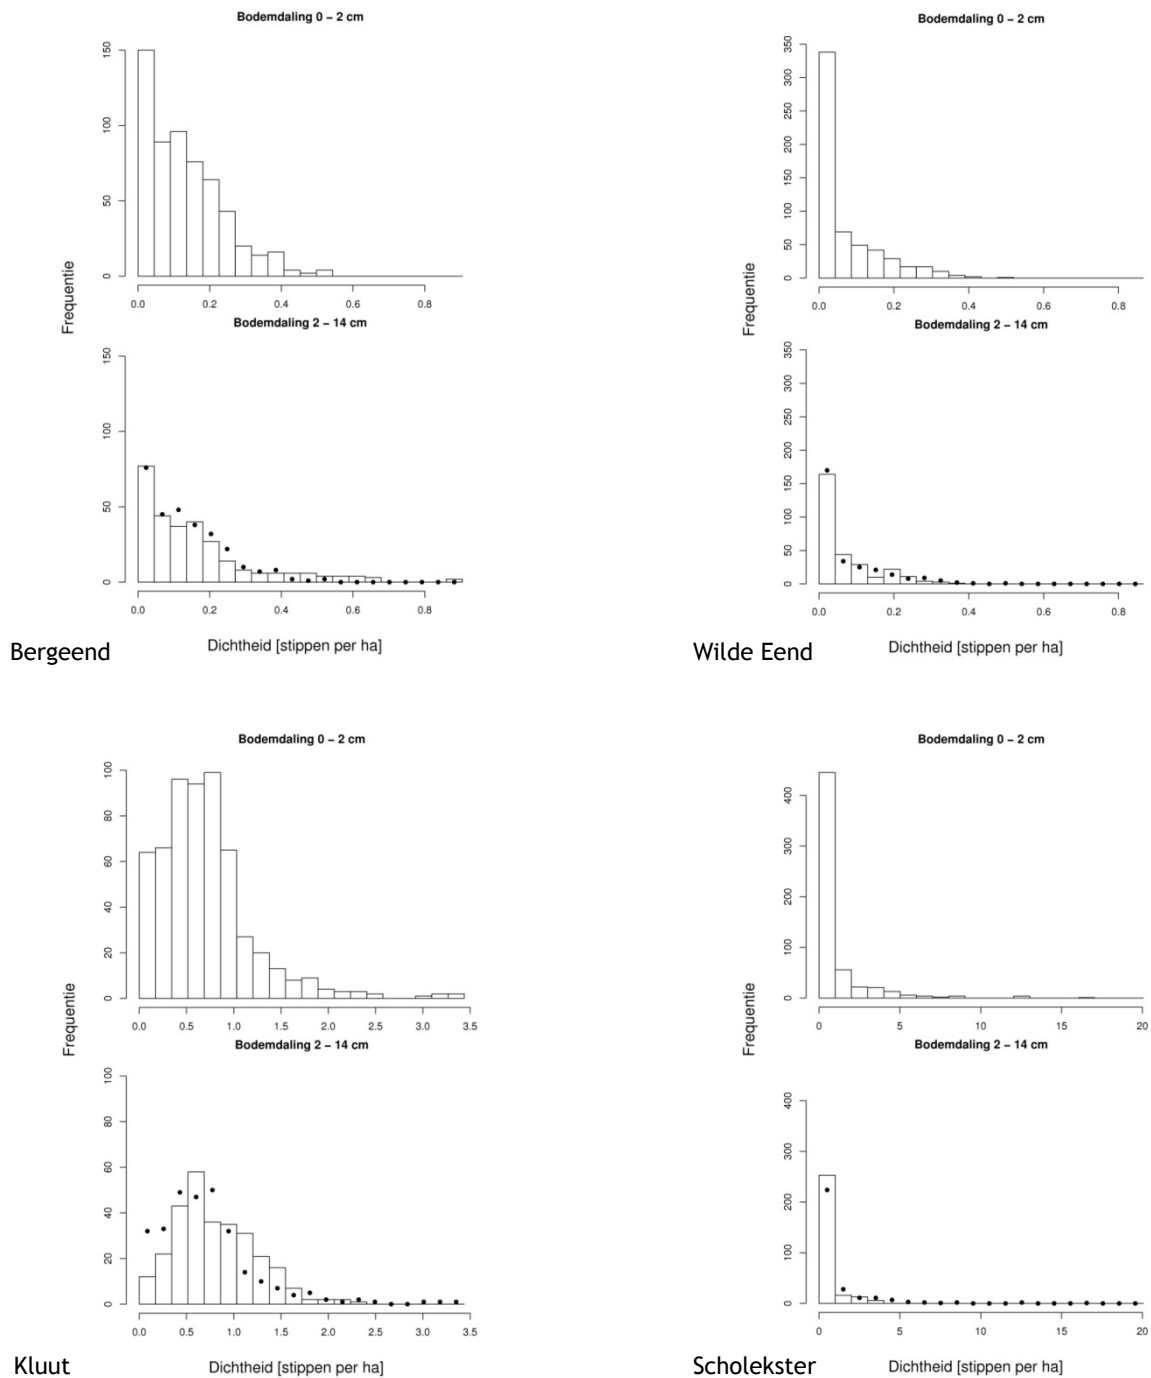 Bodemdaling 0 – 2 cm
150
100
50
0
0.0 0.2 0.4 0.6 0.8
Bodemdaling 2 – 14 cm
150
100
50
0
0.0 0.2 0.4 0.6 0.8
Frequentie
Dichtheid [stippen per ha]
Bergeend
Bodemdaling 0 – 2 cm
350
300
250
200
150
100
50
0
0.0 0.2 0.4 0.6 0.8
Bodemdaling 2 – 14 cm
350
300
250
200
150
100
50
0
0.0 0.2 0.4 0.6 0.8
Frequentie
Dichtheid [stippen per ha]
Wilde Eend
Bodemdaling 0 – 2 cm
100
80
60
40
20
0
0.0 0.5 1.0 1.5 2.0 2.5 3.0 3.5
Bodemdaling 2 – 14 cm
100
80
60
40
20
0
0.0 0.5 1.0 1.5 2.0 2.5 3.0 3.5
Frequentie
Dichtheid [stippen per ha]
Kluut
Bodemdaling 0 – 2 cm
400
300
200
100
0
0 5 10 15 20
Bodemdaling 2 – 14 cm
400
300
200
100
0
0 5 10 15 20
Frequentie
Dichtheid [stippen per ha]
Scholekster